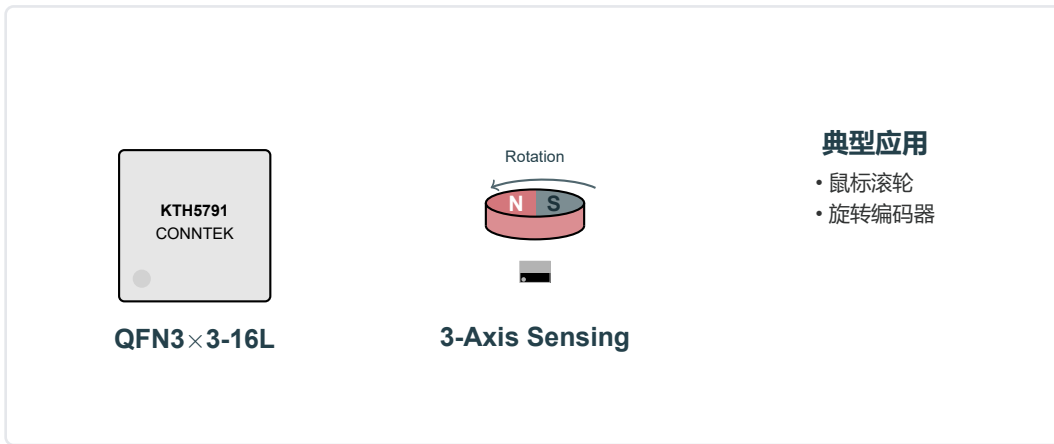 KTH5791
CONNTEK
QFN3×3-16L
Rotation
N S
3-Axis Sensing
典型应用
• 鼠标滚轮
• 旋转编码器